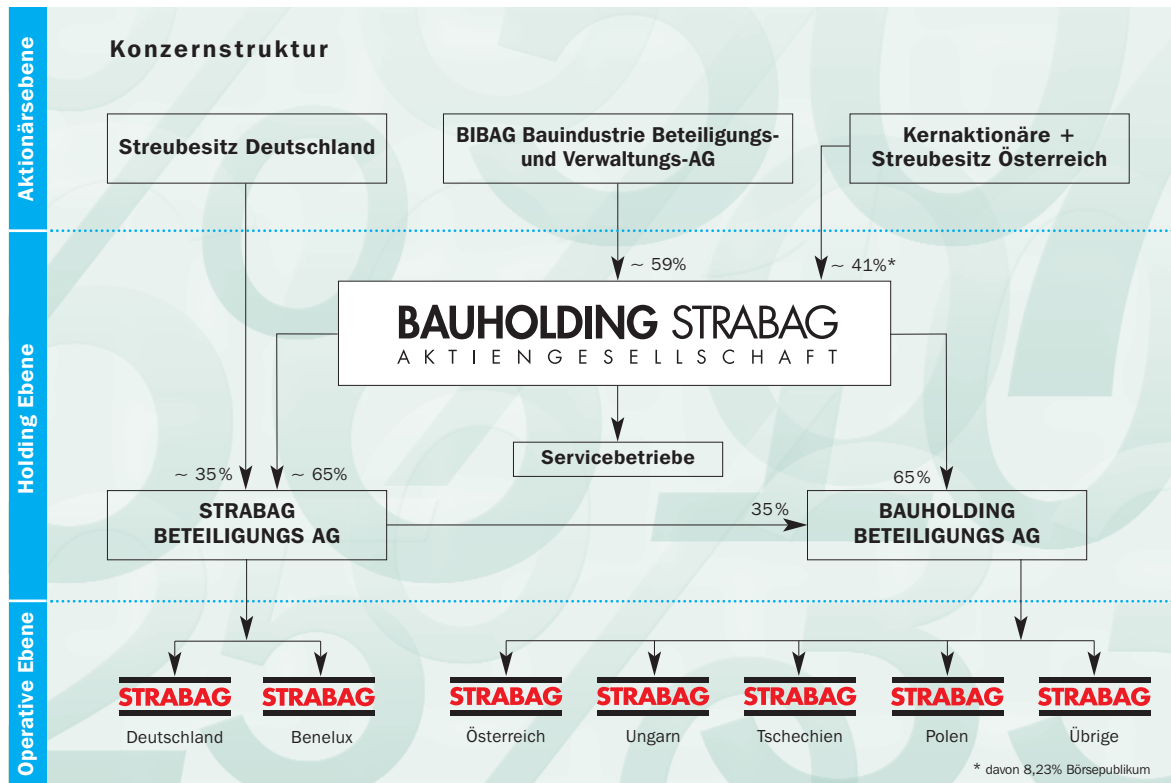 Konzernstruktur
Aktionärsebene
Streubesitz Deutschland
BIBAG Bauindustrie Beteiligungs-
und Verwaltungs-AG
Kernaktionäre +
Streubesitz Österreich
Holding Ebene
~ 59%
~ 41%*
BAUHOLDING STRABAG
AKTIENGESELLSCHAFT
Servicebetriebe
~ 35%
~ 65%
65%
STRABAG
BETEILIGUNGS AG
35%
BAUHOLDING
BETEILIGUNGS AG
Operative Ebene
STRABAG
Deutschland
STRABAG
Benelux
STRABAG
Österreich
STRABAG
Ungarn
STRABAG
Tschechien
STRABAG
Polen
STRABAG
Übrige
* davon 8,23% Börsepublikum